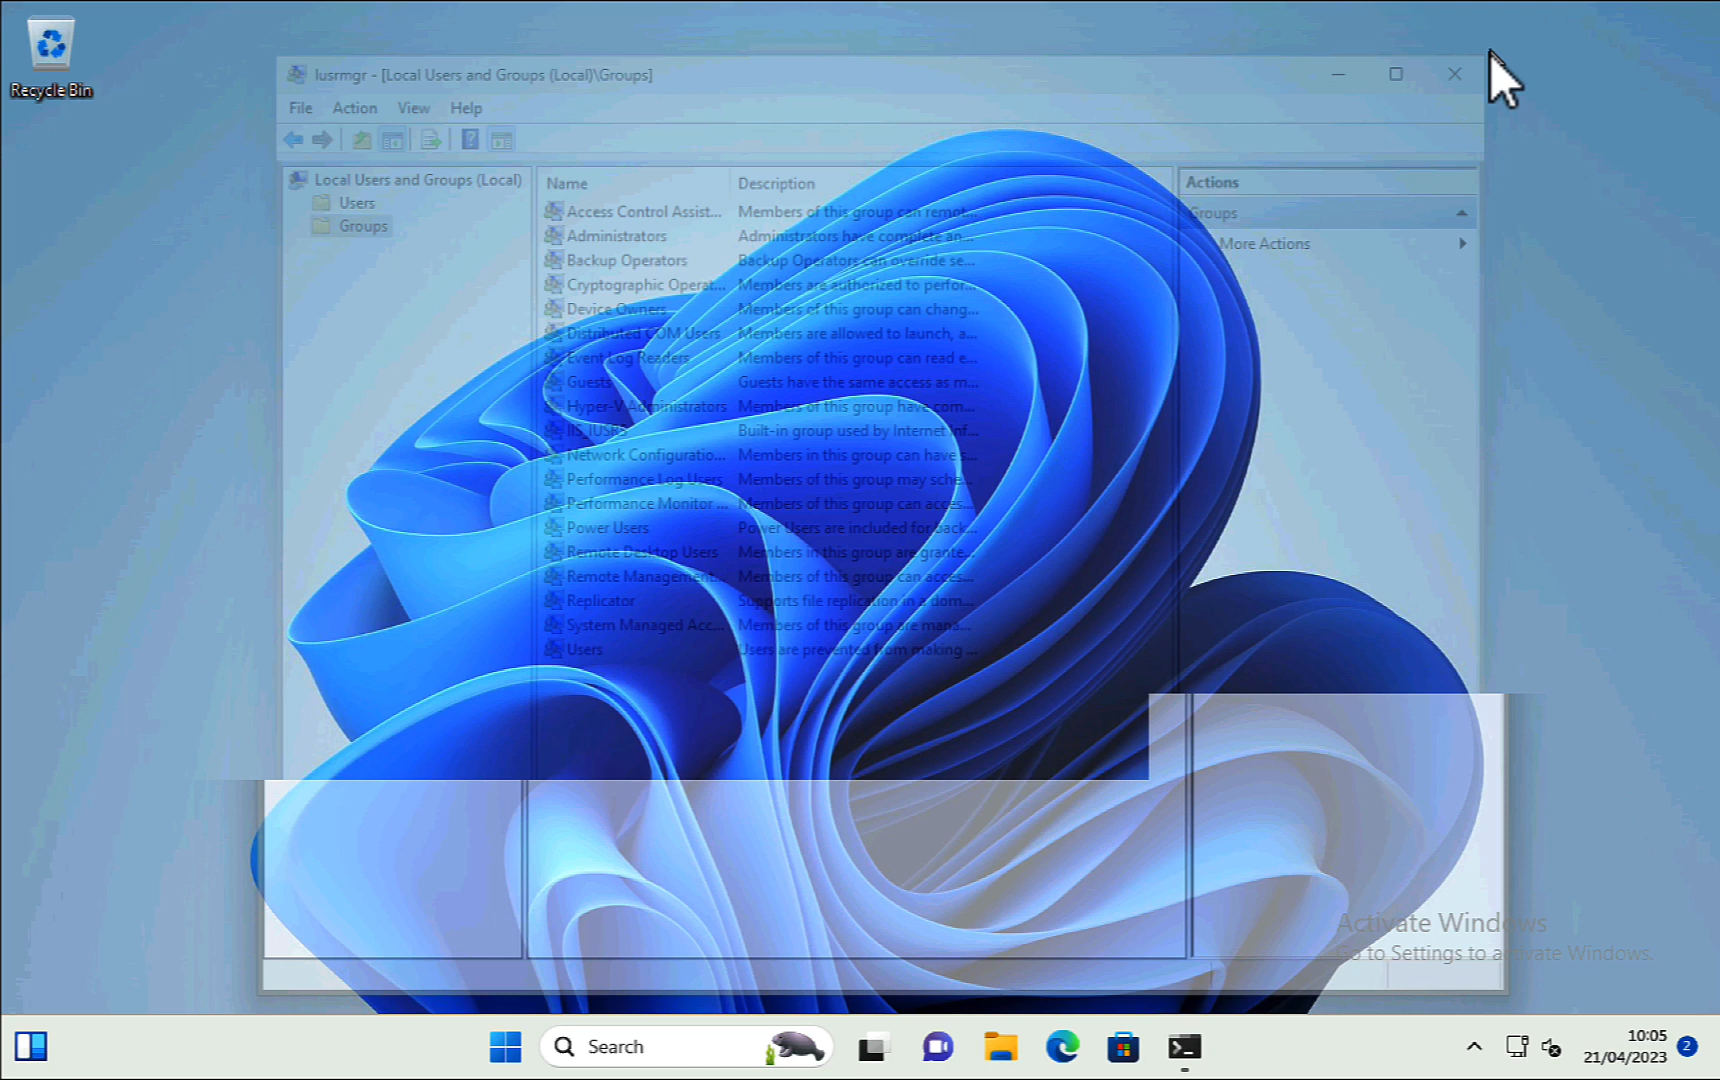 Recycle Bin
lusrmgr - [Local Users and Groups (Local)\Groups]
File Action View Help
Local Users and Groups (Local)
Users
Groups
Name Description
Access Control Assist... Members of this group can remot...
Administrators Administrators have complete an...
Backup Operators Backup Operators can override se...
Cryptographic Operat... Members are authorized to perfor...
Device Owners Members of this group can chang...
Distributed COM Users Members are allowed to launch, a...
Event Log Readers Members of this group can read e...
Guests Guests have the same access as m...
Hyper-V Administrators Members of this group have com...
IIS_IUSRS Built-in group used by Internet Inf...
Network Configuratio... Members in this group can have s...
Performance Log Users Members of this group may sche...
Performance Monitor ... Members of this group can acces...
Power Users Power Users are included for back...
Remote Desktop Users Members in this group are grante...
Remote Management... Members of this group can acces...
Replicator Supports file replication in a dom...
System Managed Acc... Members of this group are mana...
Users Users are prevented from making ...
Actions
Groups
More Actions
Activate Windows
Go to Settings to activate Windows.
Search
10:05
21/04/2023
2